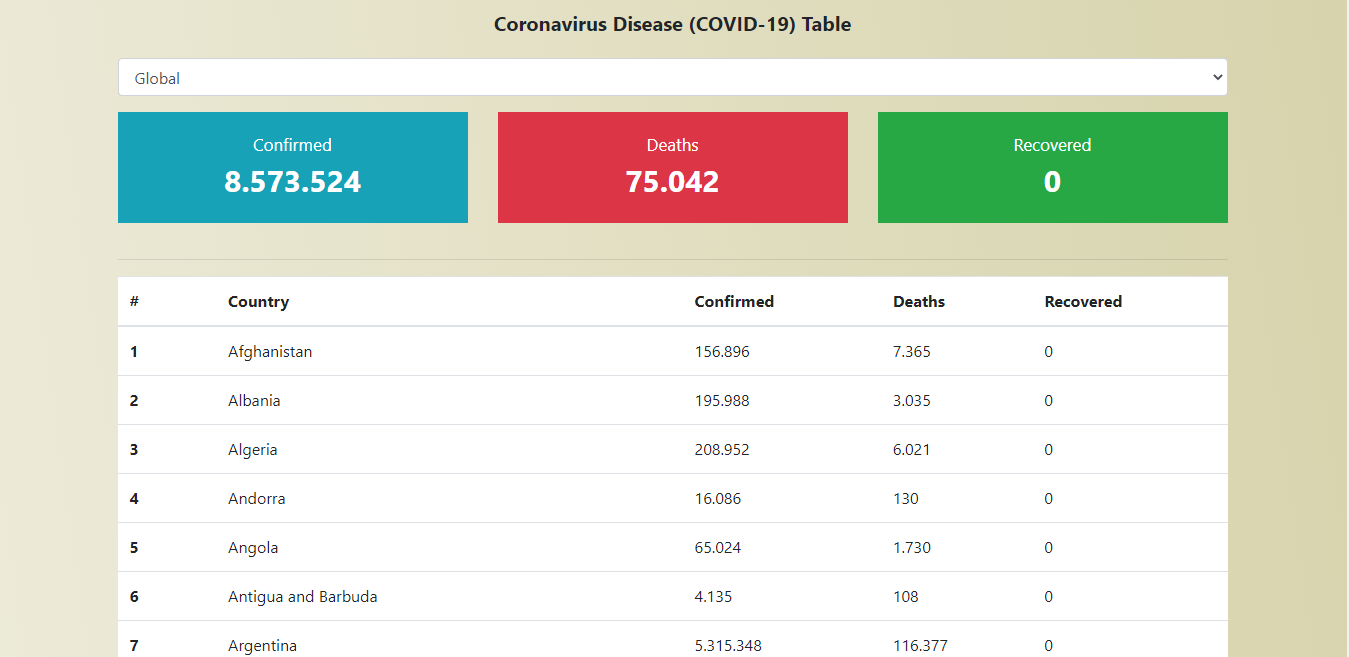 Coronavirus Disease (COVID-19) Table
Global
Confirmed Deaths Recovered
8.573.524 75.042 0
# Country Confirmed Deaths Recovered
1 Afghanistan 156.896 7.365 0
2 Albania 195.988 3.035 0
3 Algeria 208.952 6.021 0
4 Andorra 16.086 130 0
5 Angola 65.024 1.730 0
6 Antigua and Barbuda 4.135 108 0
7 Argentina 5.315.348 116.377 0